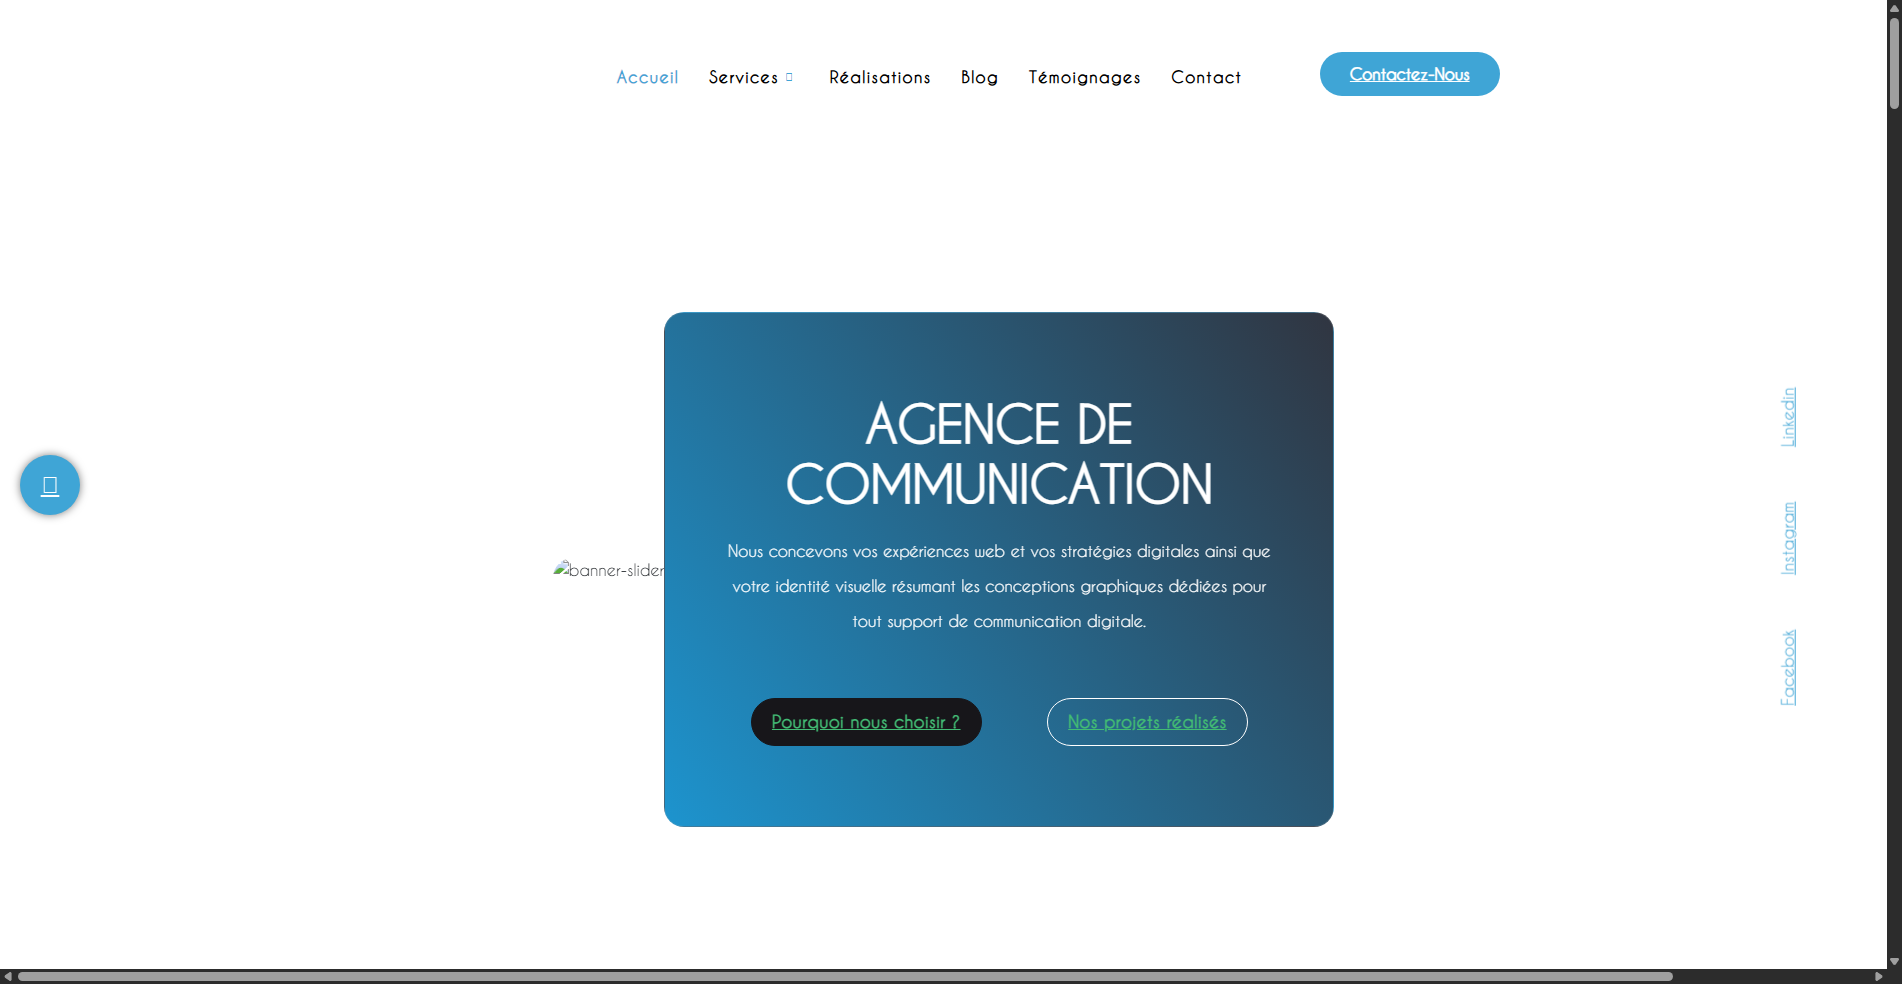 Accueil
Services
Réalisations
Blog
Témoignages
Contact
Contactez-Nous
AGENCE DE
COMMUNICATION
Nous concevons vos expériences web et vos stratégies digitales ainsi que
votre identité visuelle résumant les conceptions graphiques dédiées pour
tout support de communication digitale.
banner-slider
Pourquoi nous choisir ?
Nos projets réalisés
Linkedin
Instagram
Facebook